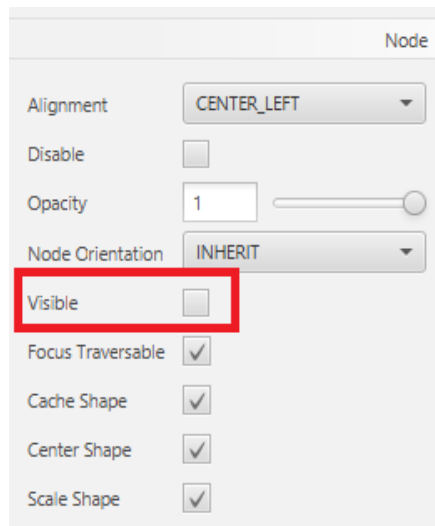 Node
Alignment CENTER_LEFT
Disable
Opacity 1
Node Orientation INHERIT
Visible
Focus Traversable
Cache Shape
Center Shape
Scale Shape